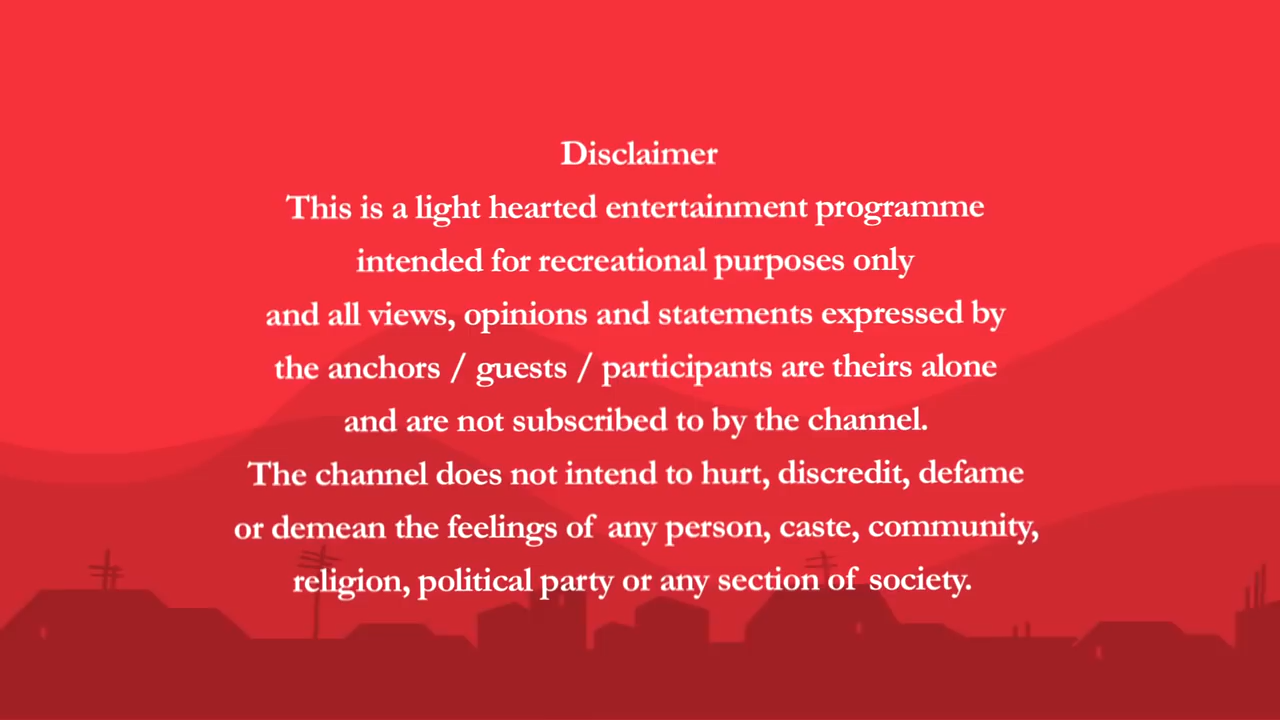 Disclaimer
This is a light hearted entertainment programme
intended for recreational purposes only
and all views, opinions and statements expressed by
the anchors / guests / participants are theirs alone
and are not subscribed to by the channel.
The channel does not intend to hurt, discredit, defame
or demean the feelings of any person, caste, community,
religion, political party or any section of society.